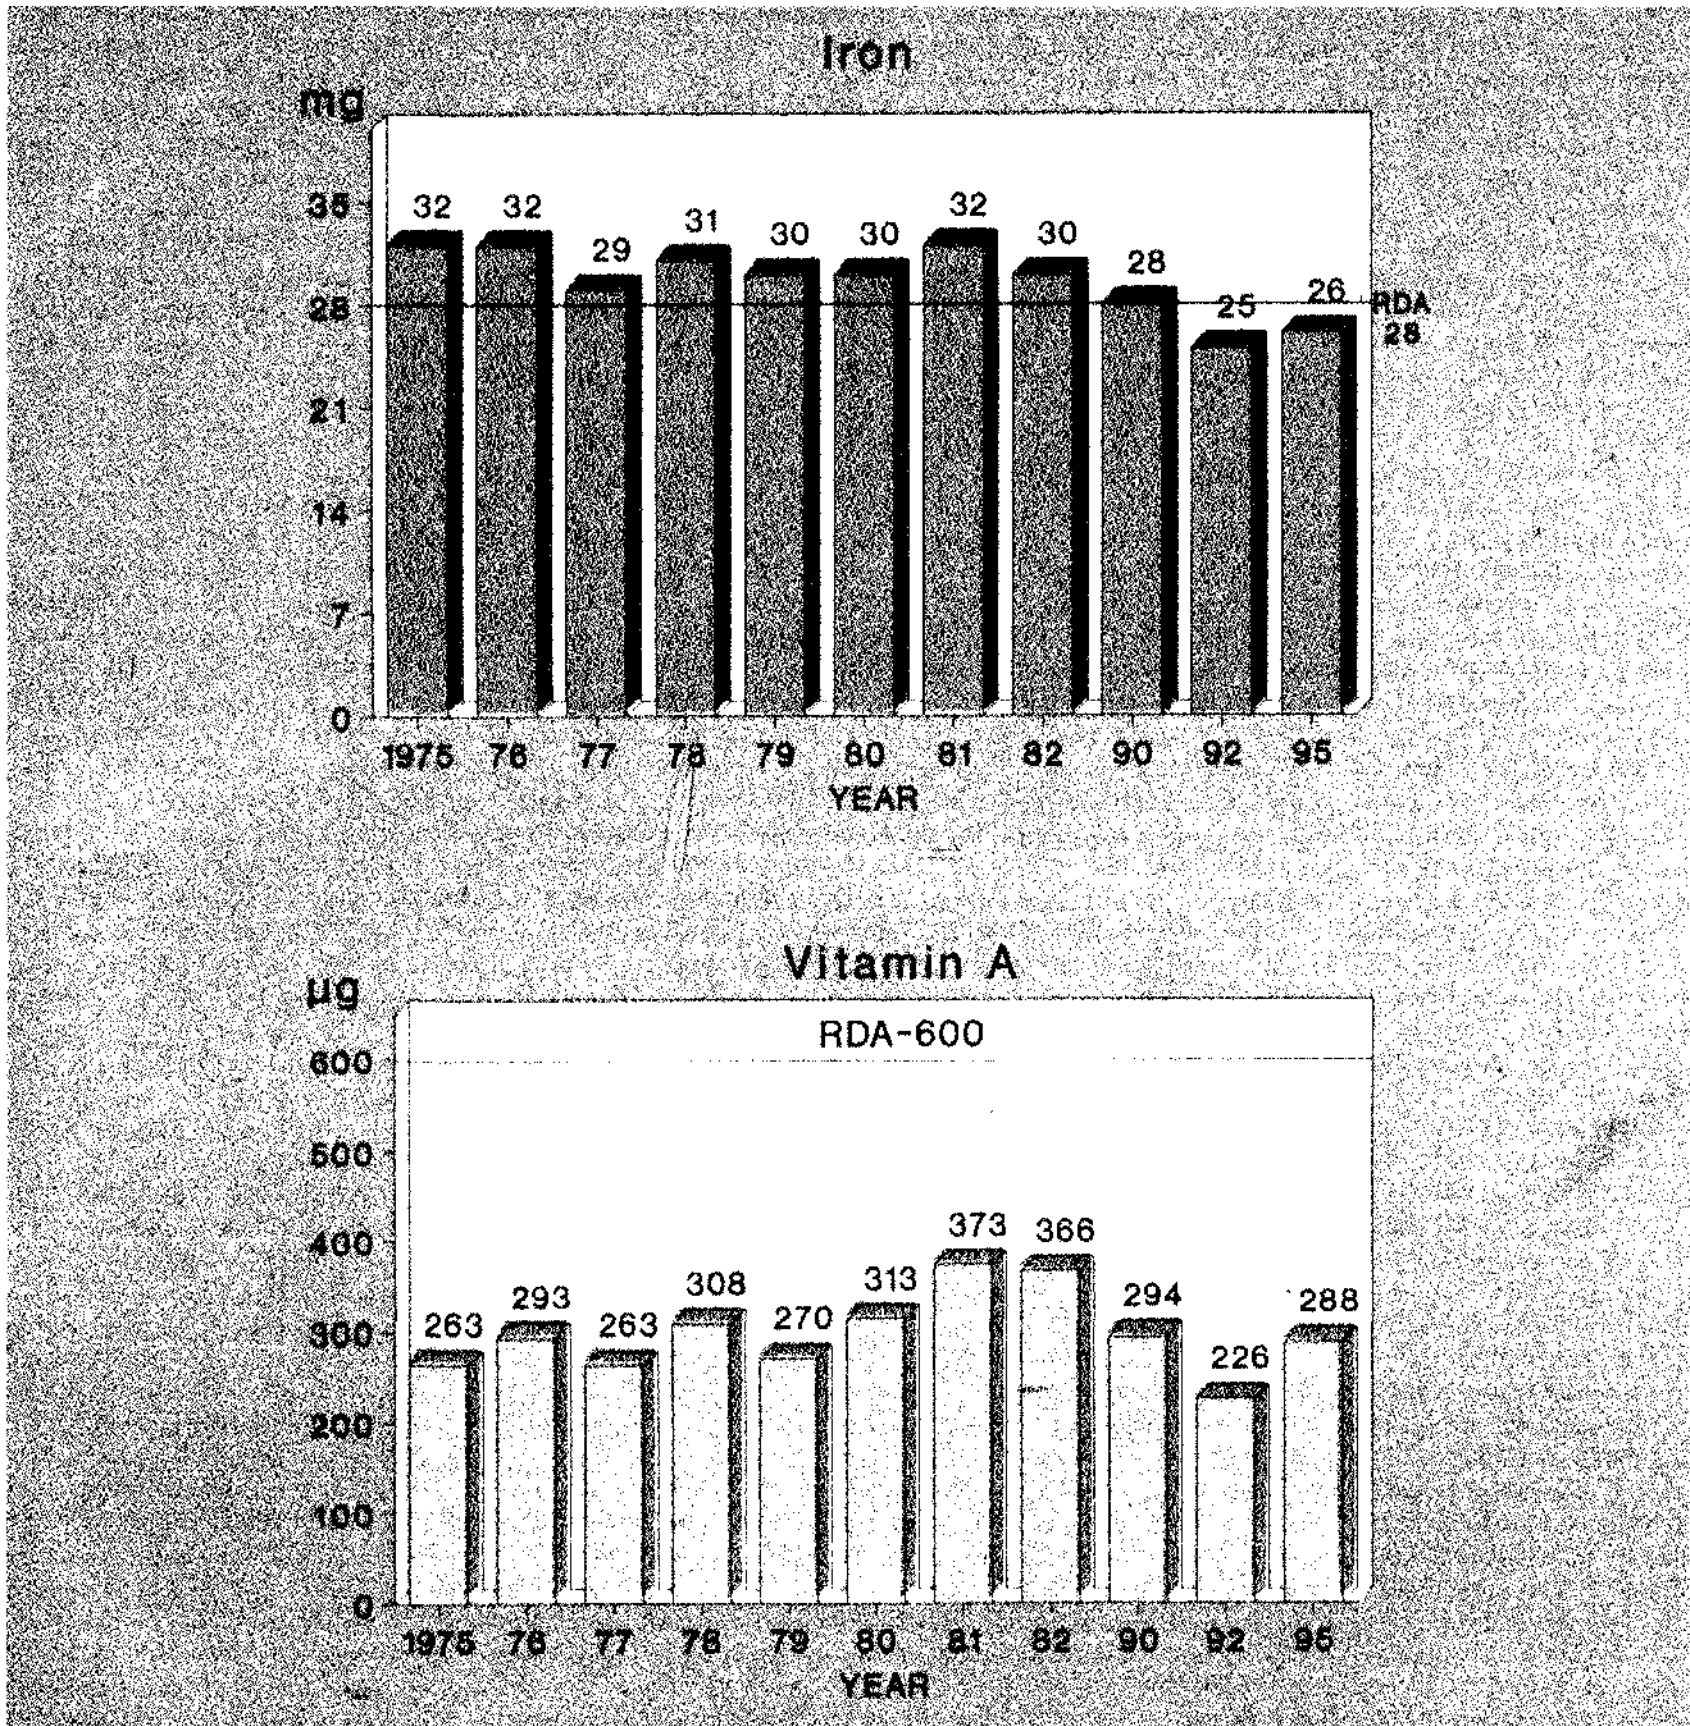 Iron
mg
35
28
21
14
7
0
32 32 29 31 30 30 32 30 28 25 26
RDA
28
1975 76 77 78 79 80 81 82 90 92 95
YEAR
Vitamin A
µg
RDA-600
600
500
400
300
200
100
0
263 293 263 308 270 313 373 366 294 226 288
1975 76 77 78 79 80 81 82 90 92 95
YEAR